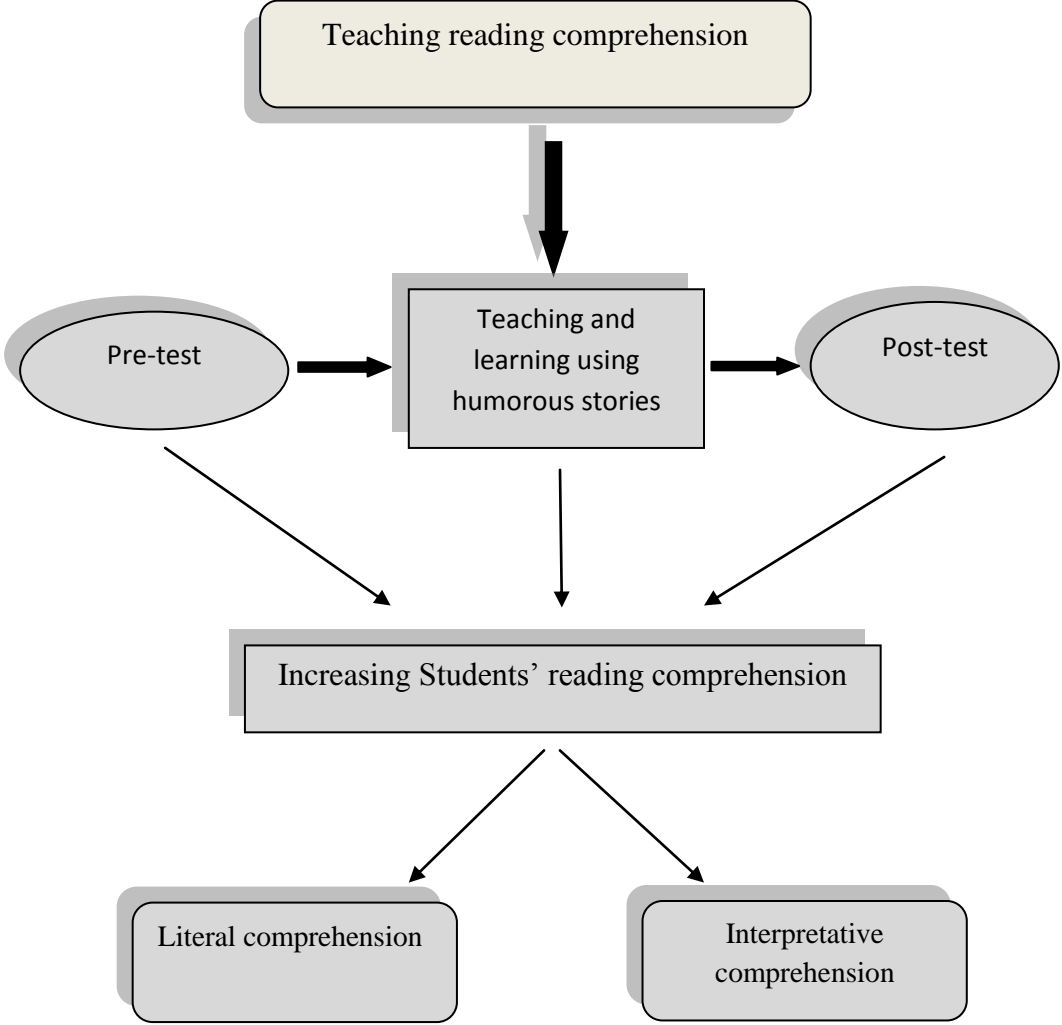 Teaching reading comprehension
Pre-test
Teaching and
learning using
humorous stories
Post-test
Increasing Students’ reading comprehension
Literal comprehension
Interpretative
comprehension